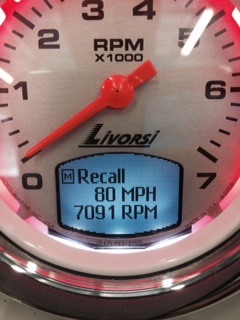 RPM
X1000
0
1
2
3
4
5
6
7
LIVORSI
M Recall
80 MPH
7091 RPM